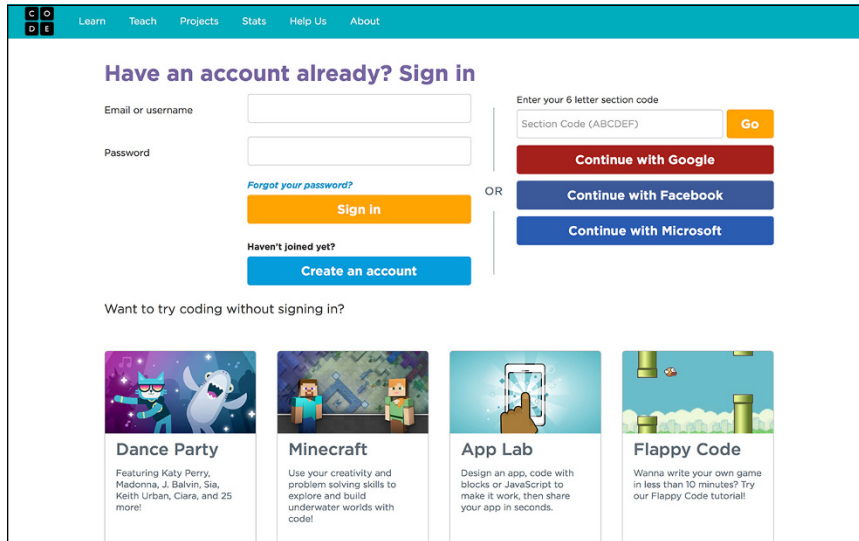 C O
D E
Learn Teach Projects Stats Help Us About
Have an account already? Sign in
Email or username
Password
Forgot your password?
Sign in
Haven't joined yet?
Create an account
OR
Enter your 6 letter section code
Section Code (ABCDEF)
Go
Continue with Google
Continue with Facebook
Continue with Microsoft
Want to try coding without signing in?
Dance Party
Featuring Katy Perry,
Madonna, J. Balvin, Sia,
Keith Urban, Ciara, and 25
more!
Minecraft
Use your creativity and
problem solving skills to
explore and build
underwater worlds with
code!
App Lab
Design an app, code with
blocks or JavaScript to
make it work, then share
your app in seconds.
Flappy Code
Wanna write your own game
in less than 10 minutes? Try
our Flappy Code tutorial!